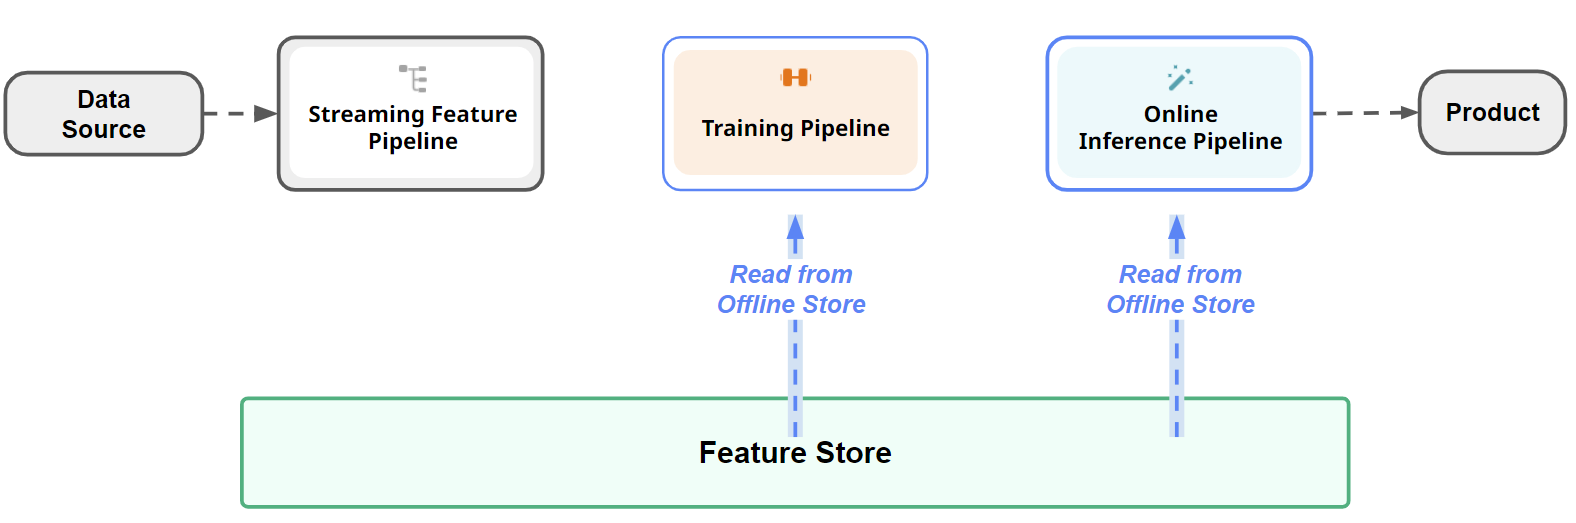 Data
Source
Streaming Feature
Pipeline
Training Pipeline
Online
Inference Pipeline
Product
Read from
Offline Store
Read from
Offline Store
Feature Store